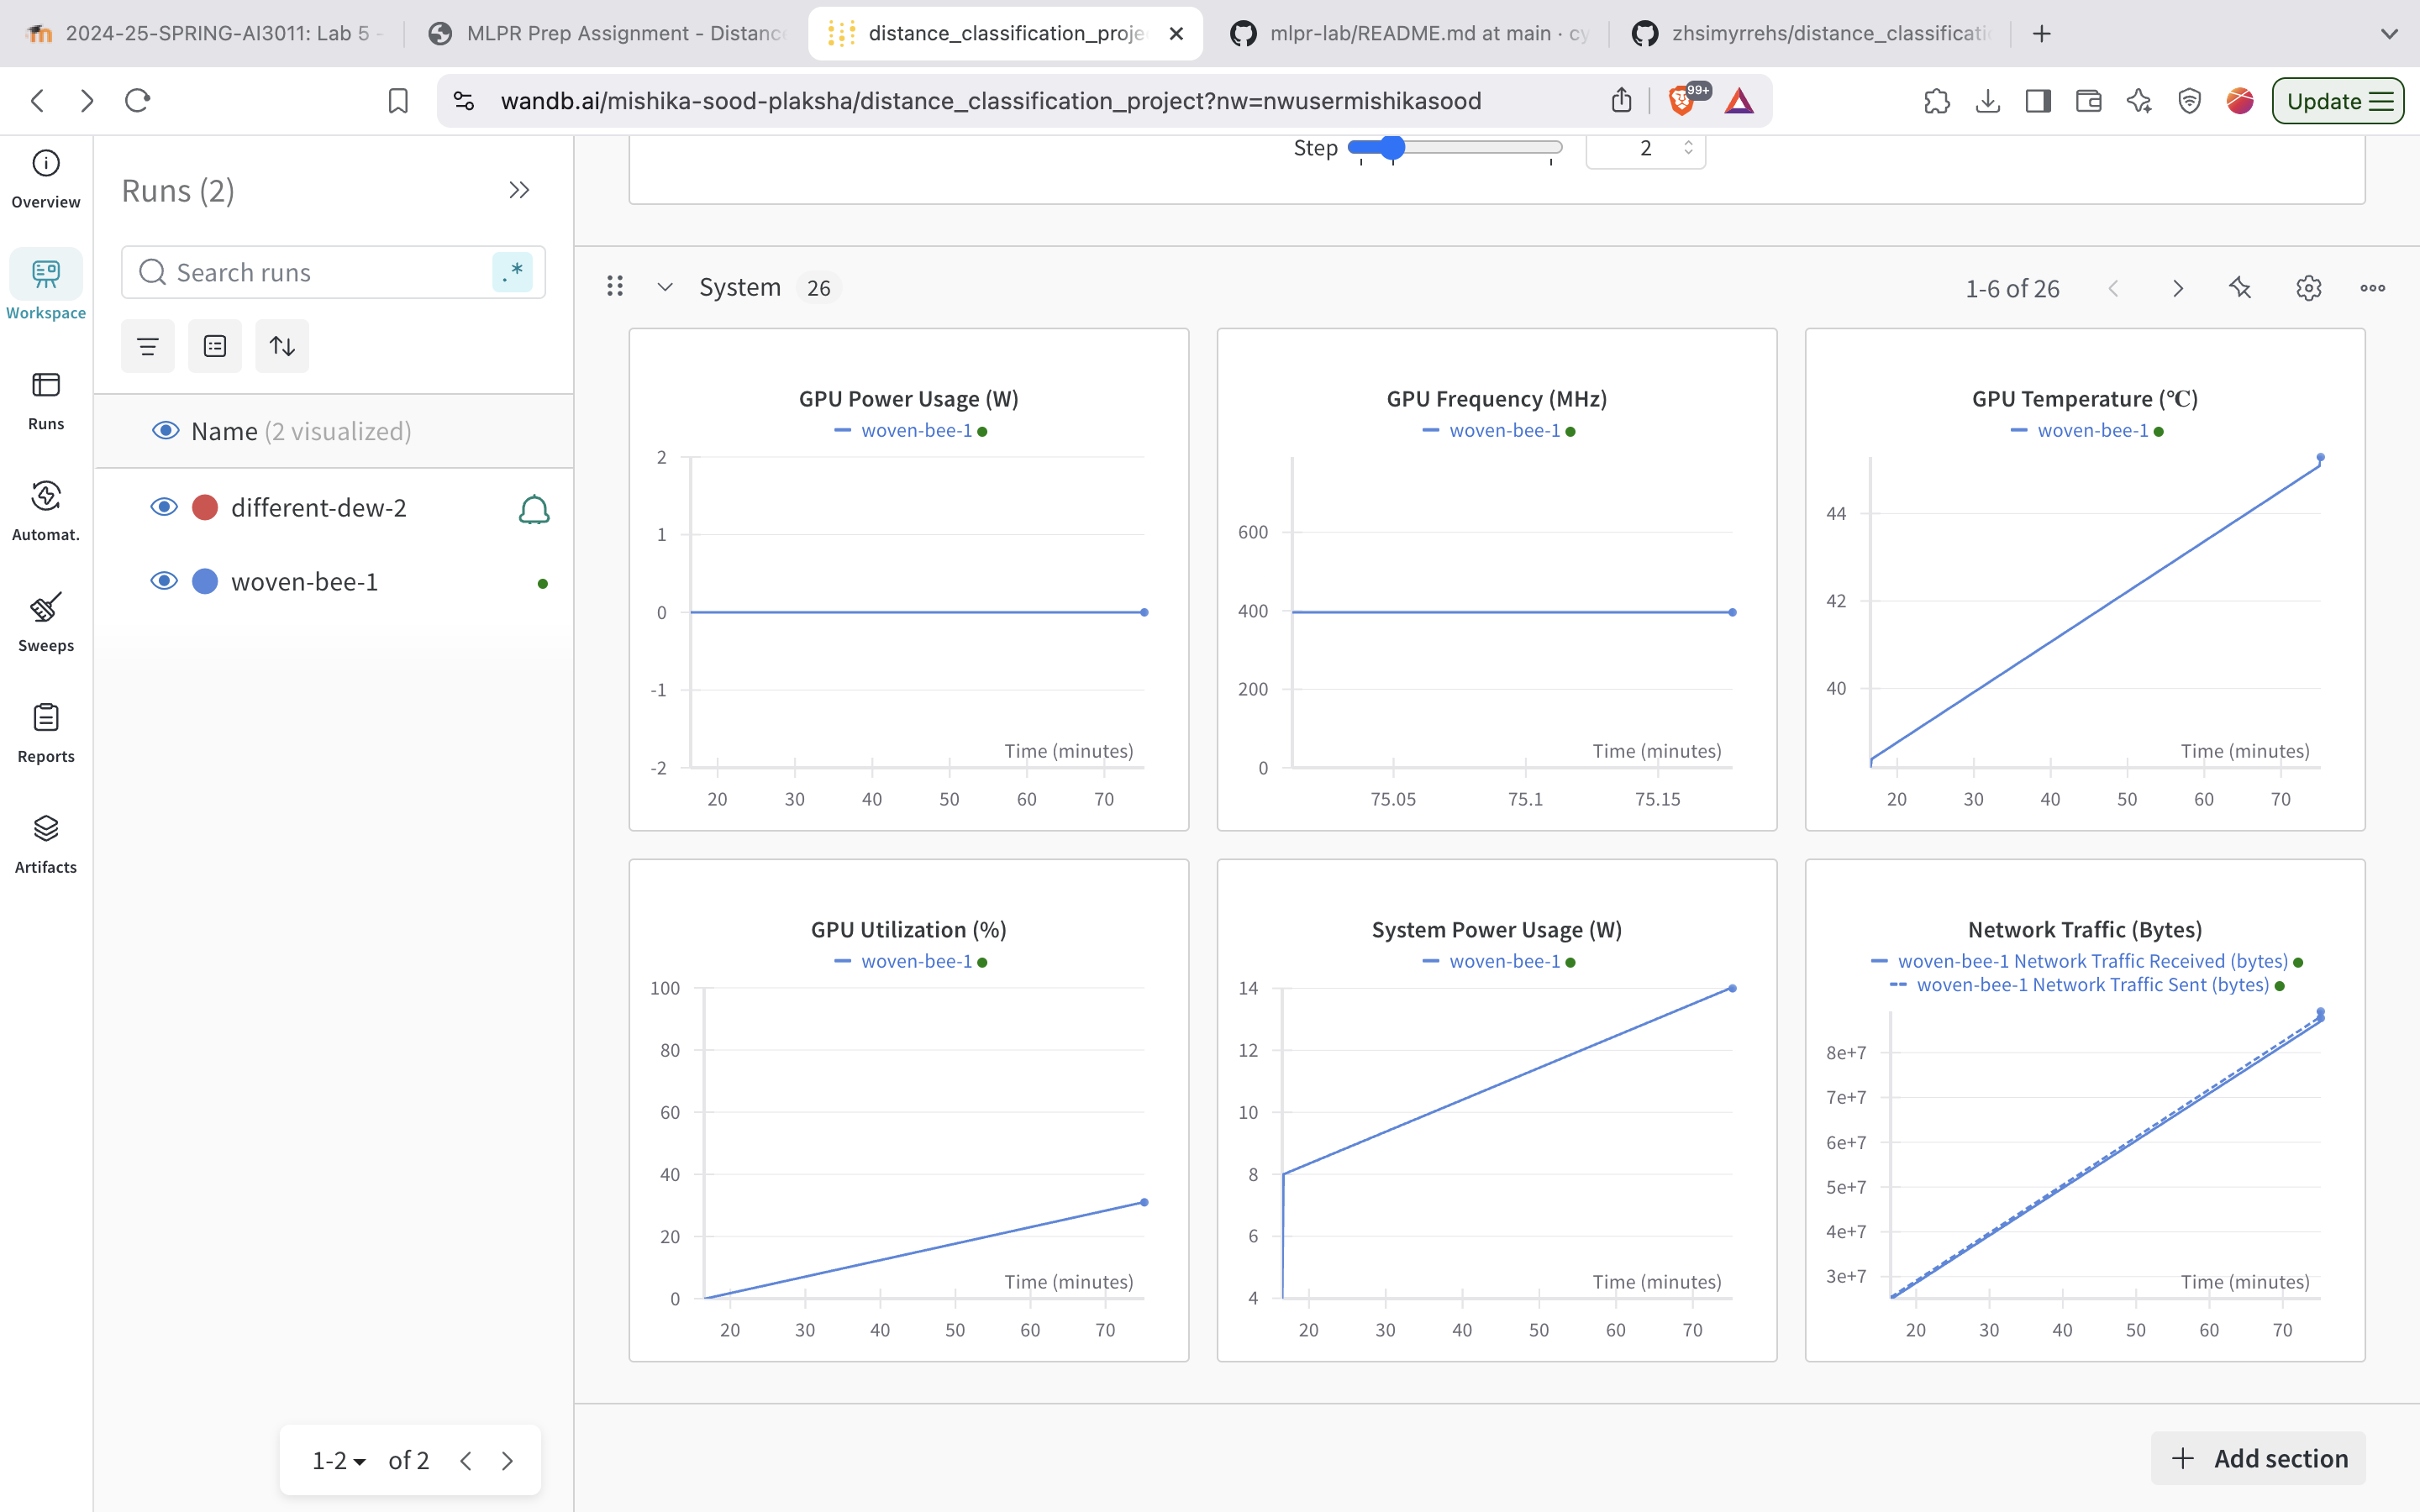 2024-25-SPRING-AI3011: Lab 5 -
MLPR Prep Assignment - Distance
distance_classification_proje
mlpr-lab/README.md at main · cy
zhsimyrrehs/distance_classificati
wandb.ai/mishika-sood-plaksha/distance_classification_project?nw=nwusermishikasood
99+
Update
Overview
Workspace
Runs
Automat.
Sweeps
Reports
Artifacts
Runs (2)
Search runs
.*
Name (2 visualized)
different-dew-2
woven-bee-1
1-2 of 2
Step 2
System 26
1-6 of 26
GPU Power Usage (W)
woven-bee-1
2
1
0
-1
-2
Time (minutes)
20 30 40 50 60 70
GPU Frequency (MHz)
woven-bee-1
600
400
200
0
Time (minutes)
75.05 75.1 75.15
GPU Temperature (℃)
woven-bee-1
44
42
40
Time (minutes)
20 30 40 50 60 70
GPU Utilization (%)
woven-bee-1
100
80
60
40
20
0
Time (minutes)
20 30 40 50 60 70
System Power Usage (W)
woven-bee-1
14
12
10
8
6
4
Time (minutes)
20 30 40 50 60 70
Network Traffic (Bytes)
woven-bee-1 Network Traffic Received (bytes)
woven-bee-1 Network Traffic Sent (bytes)
8e+7
7e+7
6e+7
5e+7
4e+7
3e+7
Time (minutes)
20 30 40 50 60 70
Add section